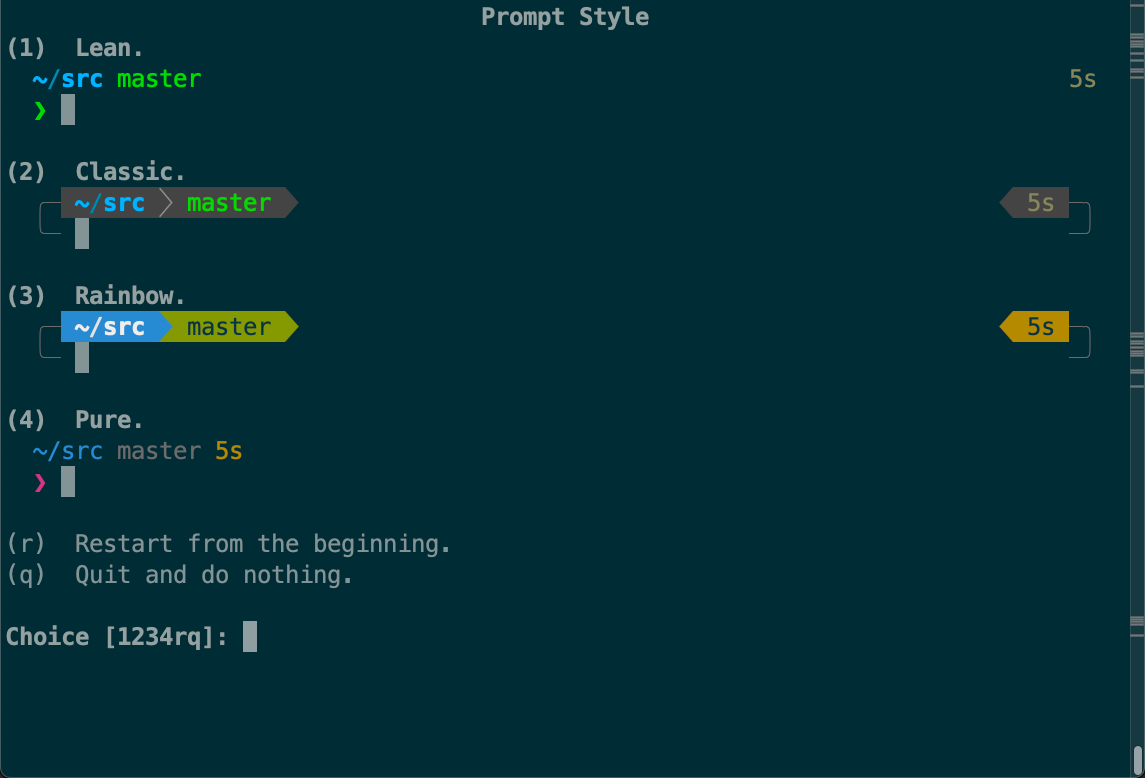 Prompt Style
(1)  Lean.
~/src master 5s
❯
(2)  Classic.
~/src master 5s
(3)  Rainbow.
~/src master 5s
(4)  Pure.
~/src master 5s
❯
(r)  Restart from the beginning.
(q)  Quit and do nothing.
Choice [1234rq]: